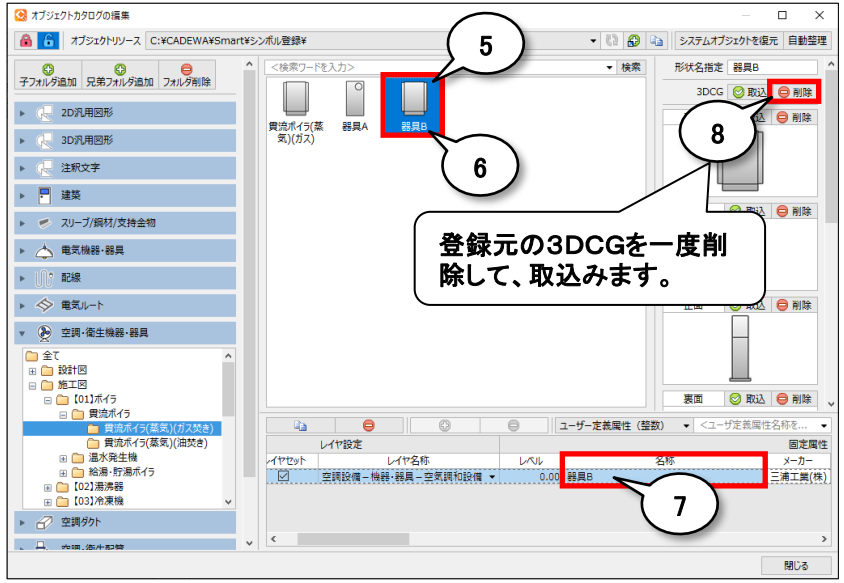 オブジェクトカタログの編集
オブジェクトリソース C:¥CADEWA¥Smart¥シンボル登録¥
システムオブジェクトを復元 自動整理
子フォルダ追加 兄弟フォルダ追加 フォルダ削除
2D汎用図形
3D汎用図形
注釈文字
建築
スリーブ/鋼材/支持金物
電気機器・器具
配線
電気ルート
空調・衛生機器・器具
全て
設計図
施工図
【01】ボイラ
貫流ボイラ
貫流ボイラ(蒸気)(ガス焚き)
貫流ボイラ(蒸気)(油焚き)
温水発生機
給湯・貯湯ボイラ
【02】湯沸器
【03】冷凍機
空調ダクト
空調・衛生配管
<検索ワードを入力>
検索
貫流ボイラ(蒸
気)(ガス)
器具A
器具B
5
6
形状名指定 器具B
3DCG 取込 削除
取込 削除
8
取込 削除
登録元の3DCGを一度削
除して、取込みます。
正面 取込 削除
裏面 取込 削除
ユーザー定義属性 (整数) <ユーザ定義属性名称を...
レイヤ設定 固定属性
イヤセット レイヤ名称 レベル 名称 メーカー
空調設備－機器・器具－空気調和設備 0.00 器具B 三浦工業(株)
7
閉じる